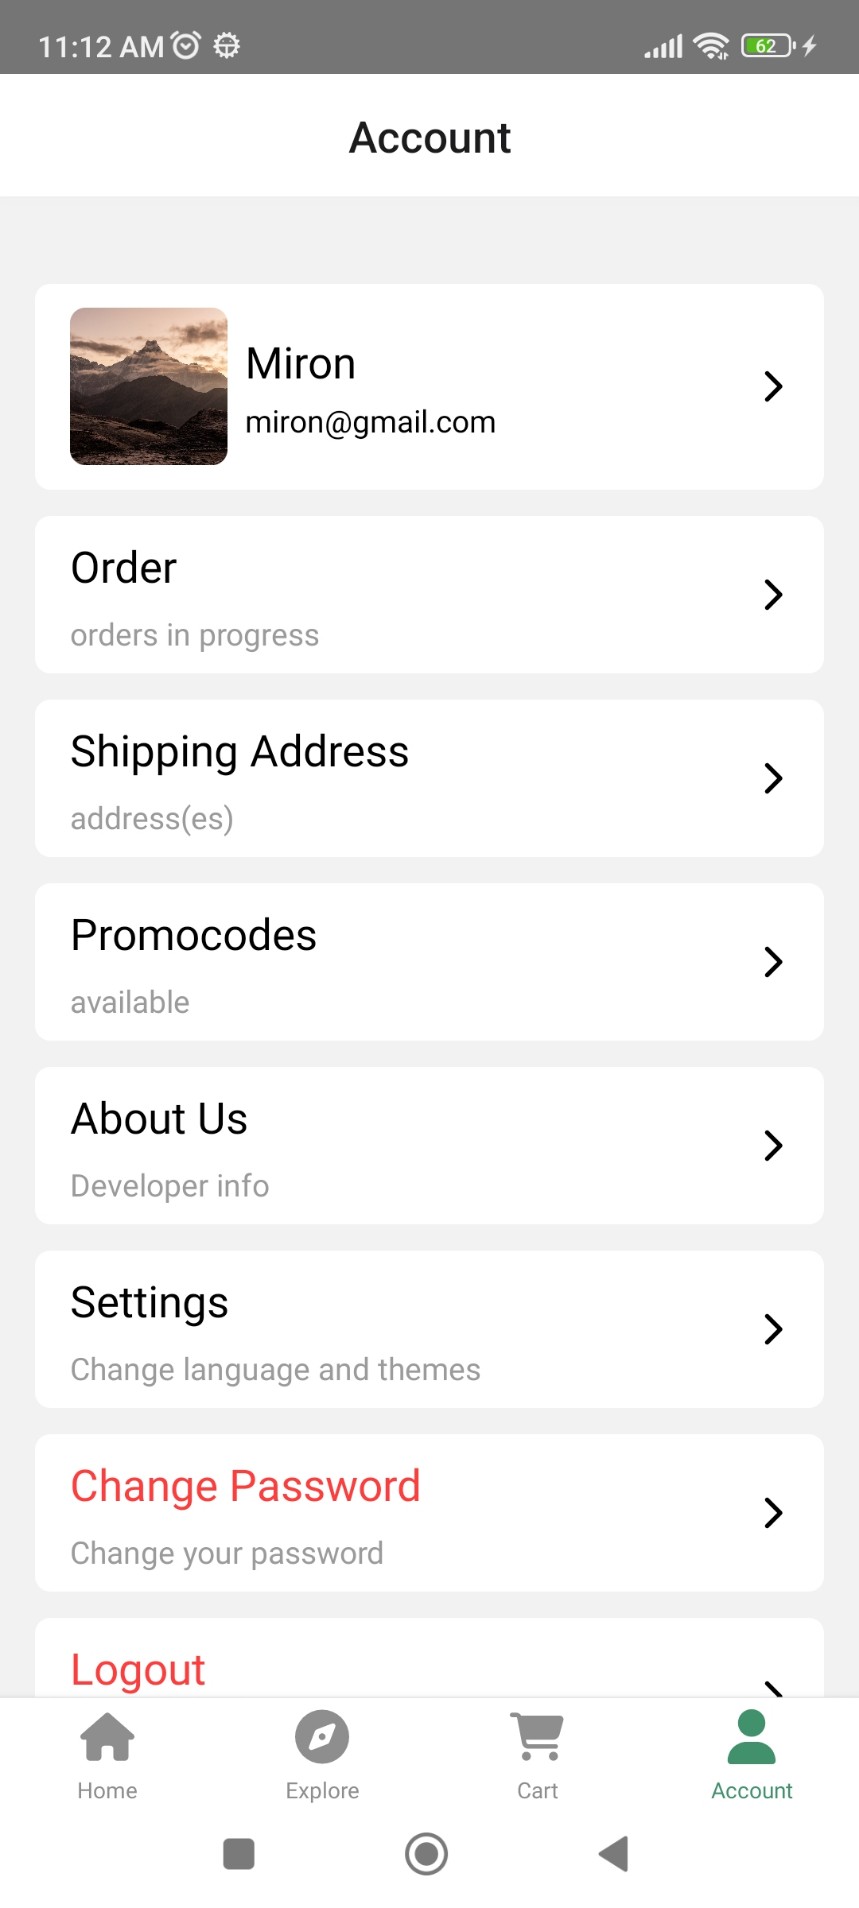 11:12 AM
62
Account
Miron
miron@gmail.com
Order
orders in progress
Shipping Address
address(es)
Promocodes
available
About Us
Developer info
Settings
Change language and themes
Change Password
Change your password
Logout
Home
Explore
Cart
Account